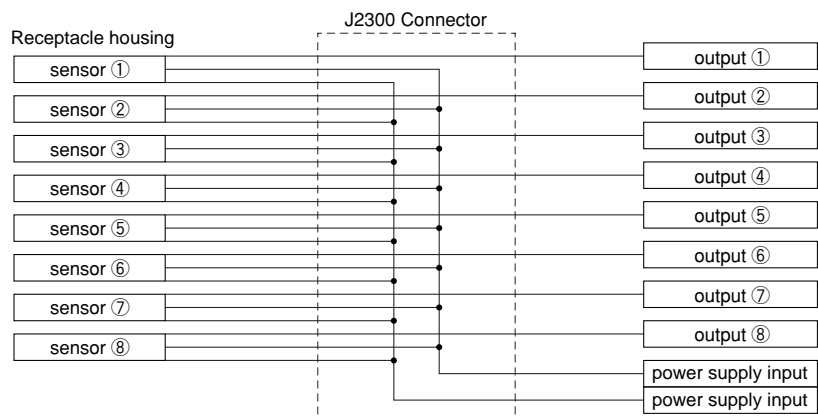 J2300 Connector
Receptacle housing
sensor ① output ①
sensor ② output ②
sensor ③ output ③
sensor ④ output ④
sensor ⑤ output ⑤
sensor ⑥ output ⑥
sensor ⑦ output ⑦
sensor ⑧ output ⑧
power supply input
power supply input